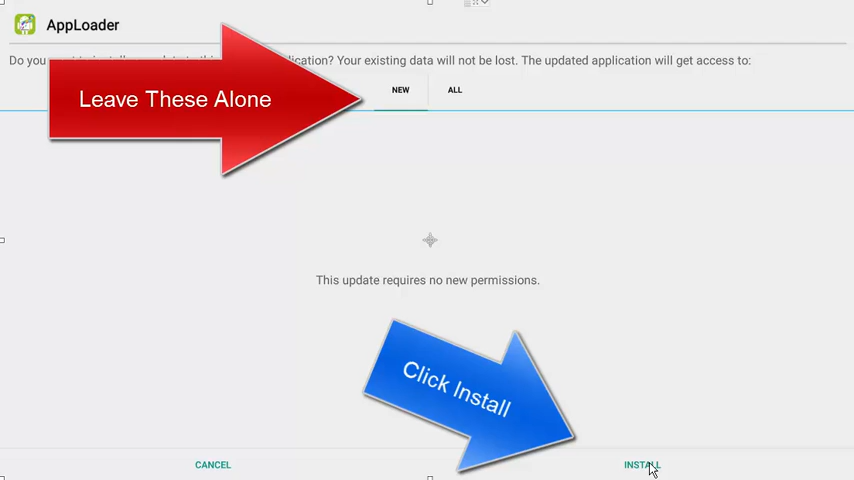 AppLoader
Do you ication? Your existing data will not be lost. The updated application will get access to:
Leave These Alone
NEW
ALL
This update requires no new permissions.
Click Install
CANCEL
INSTALL